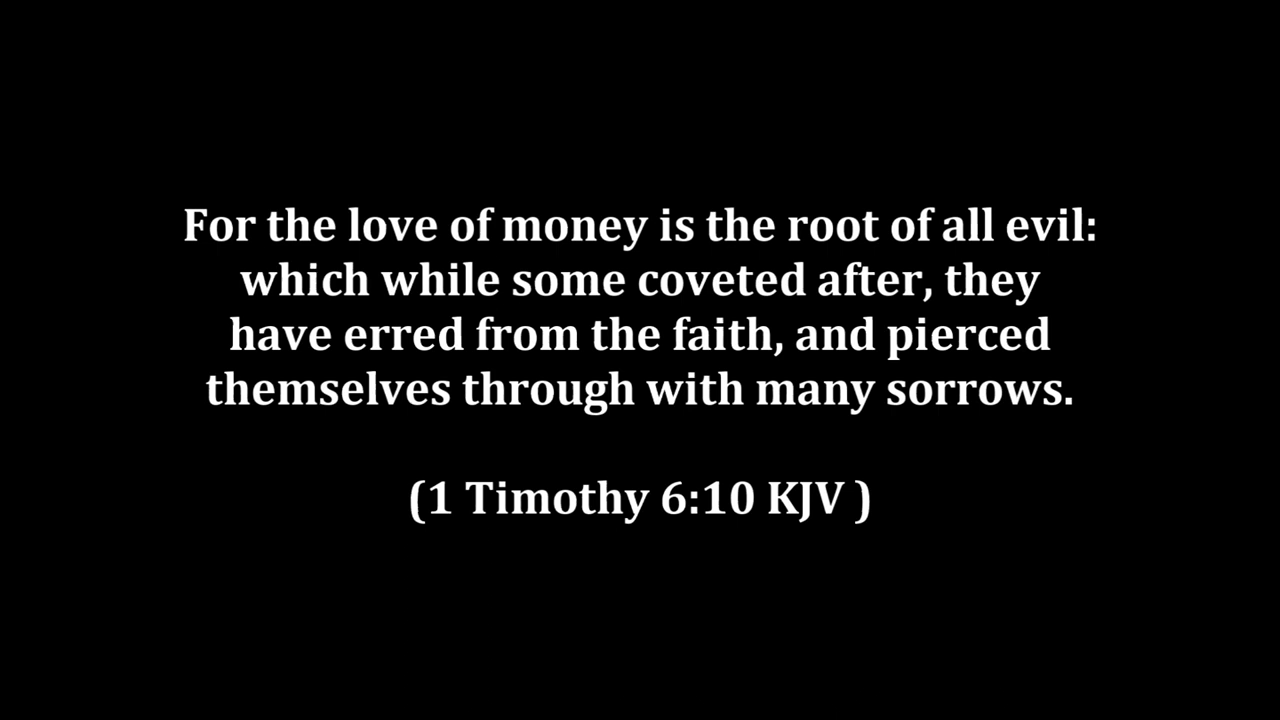 For the love of money is the root of all evil:
which while some coveted after, they
have erred from the faith, and pierced
themselves through with many sorrows.
(1 Timothy 6:10 KJV )